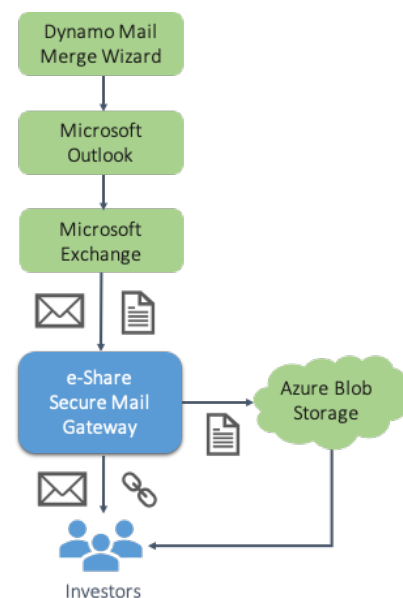 Dynamo Mail
Merge Wizard
Microsoft
Outlook
Microsoft
Exchange
e-Share
Secure Mail
Gateway
Azure Blob
Storage
Investors